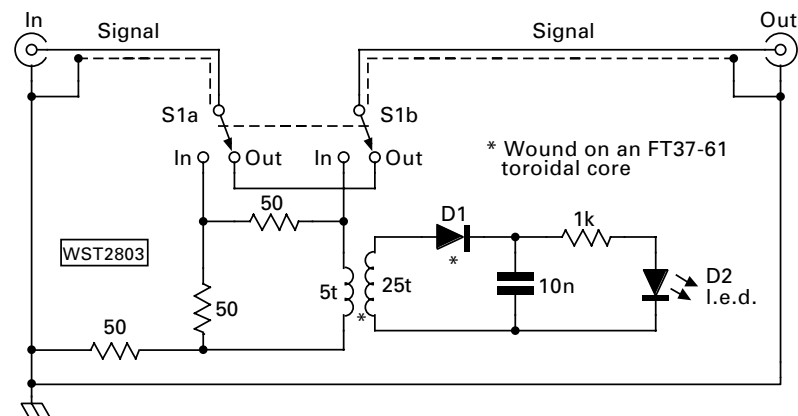 In
Signal
Signal
Out
S1a
S1b
In
Out
In
Out
* Wound on an FT37-61
toroidal core
50
D1
*
1k
WST2803
5t
25t
*
10n
D2
l.e.d.
50
50